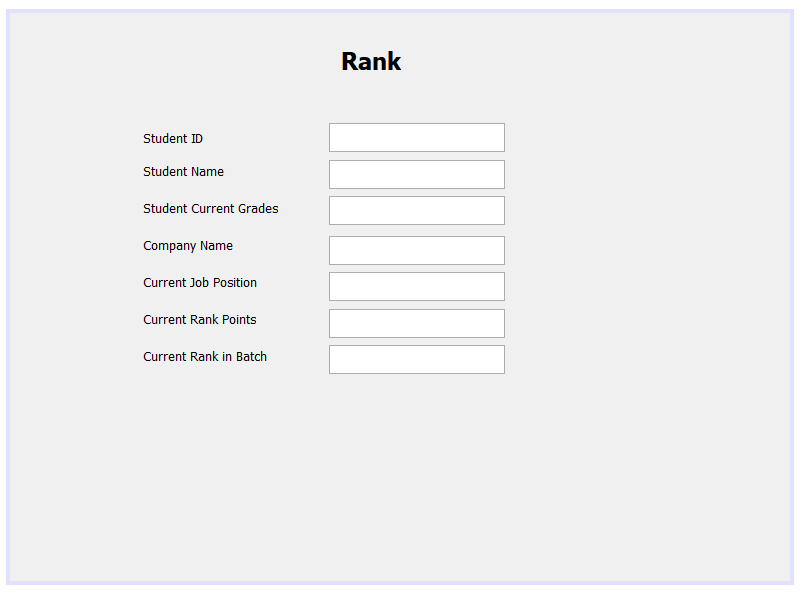 Rank
Student ID
Student Name
Student Current Grades
Company Name
Current Job Position
Current Rank Points
Current Rank in Batch